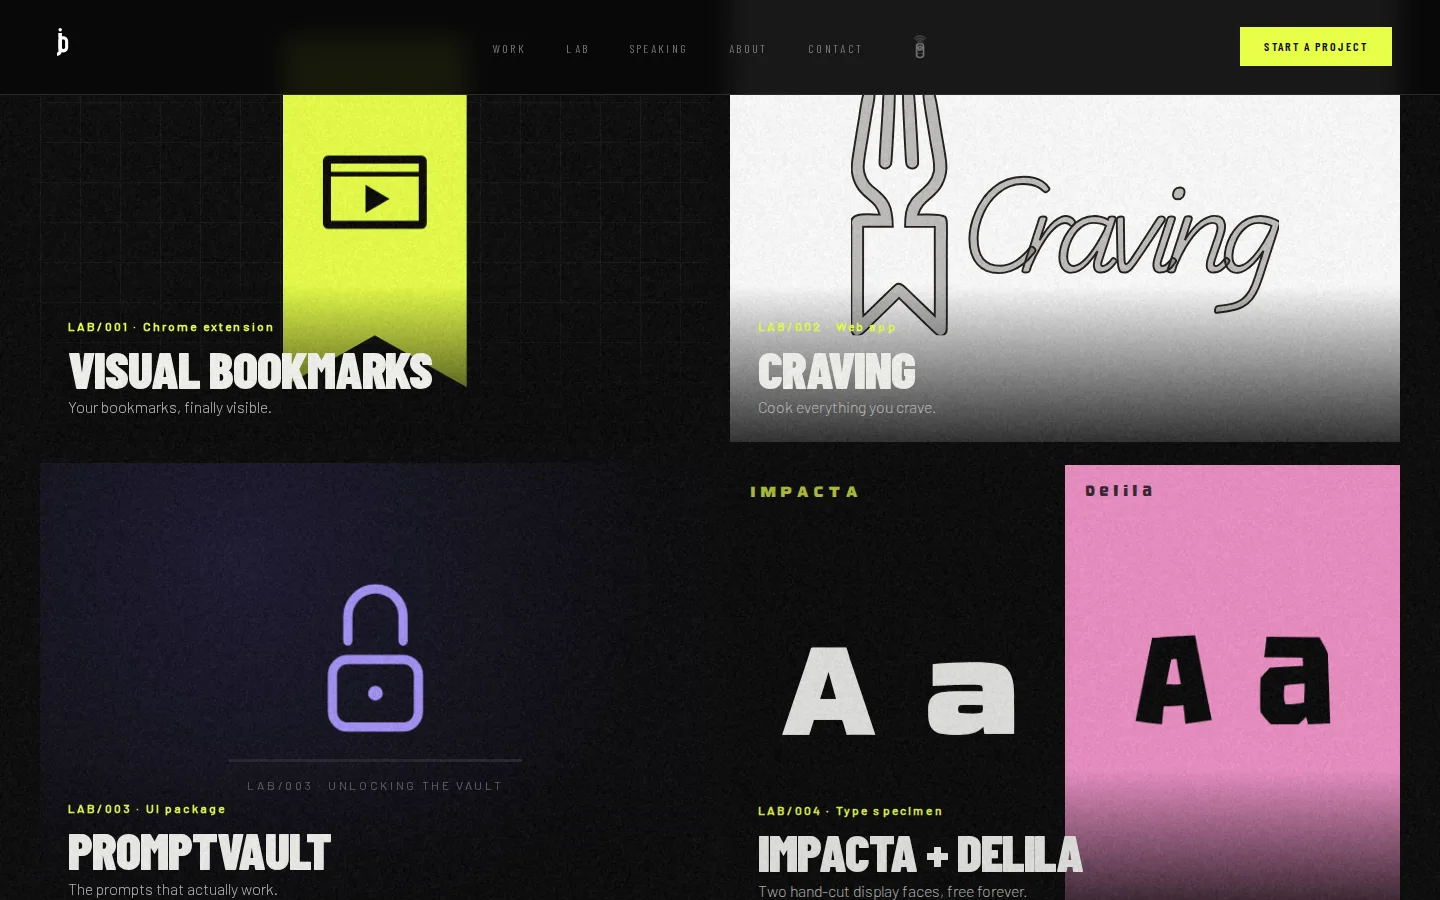 WORK
LAB
SPEAKING
ABOUT
CONTACT
START A PROJECT
LAB/001 · Chrome extension
VISUAL BOOKMARKS
Your bookmarks, finally visible.
Craving
LAB/002 · Web app
CRAVING
Cook everything you crave.
LAB/003 · UNLOCKING THE VAULT
LAB/003 · UI package
PROMPTVAULT
The prompts that actually work.
IMPACTA
Delila
A a
A a
LAB/004 · Type specimen
IMPACTA + DELILA
Two hand-cut display faces, free forever.